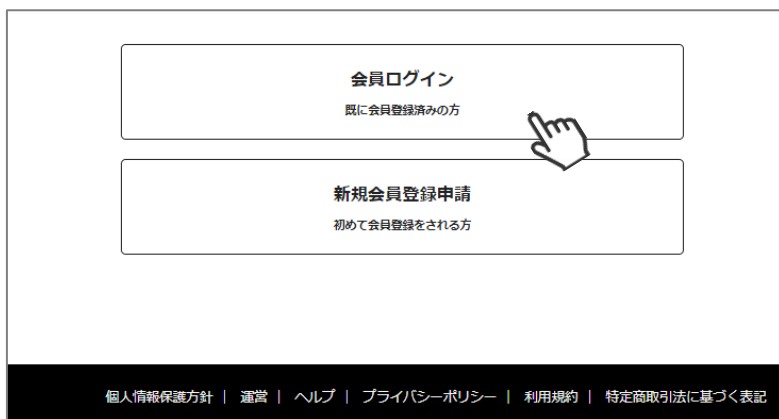 会員ログイン
既に会員登録済みの方
新規会員登録申請
初めて会員登録をされる方
個人情報保護方針 | 運営 | ヘルプ | プライバシーポリシー | 利用規約 | 特定商取引法に基づく表記